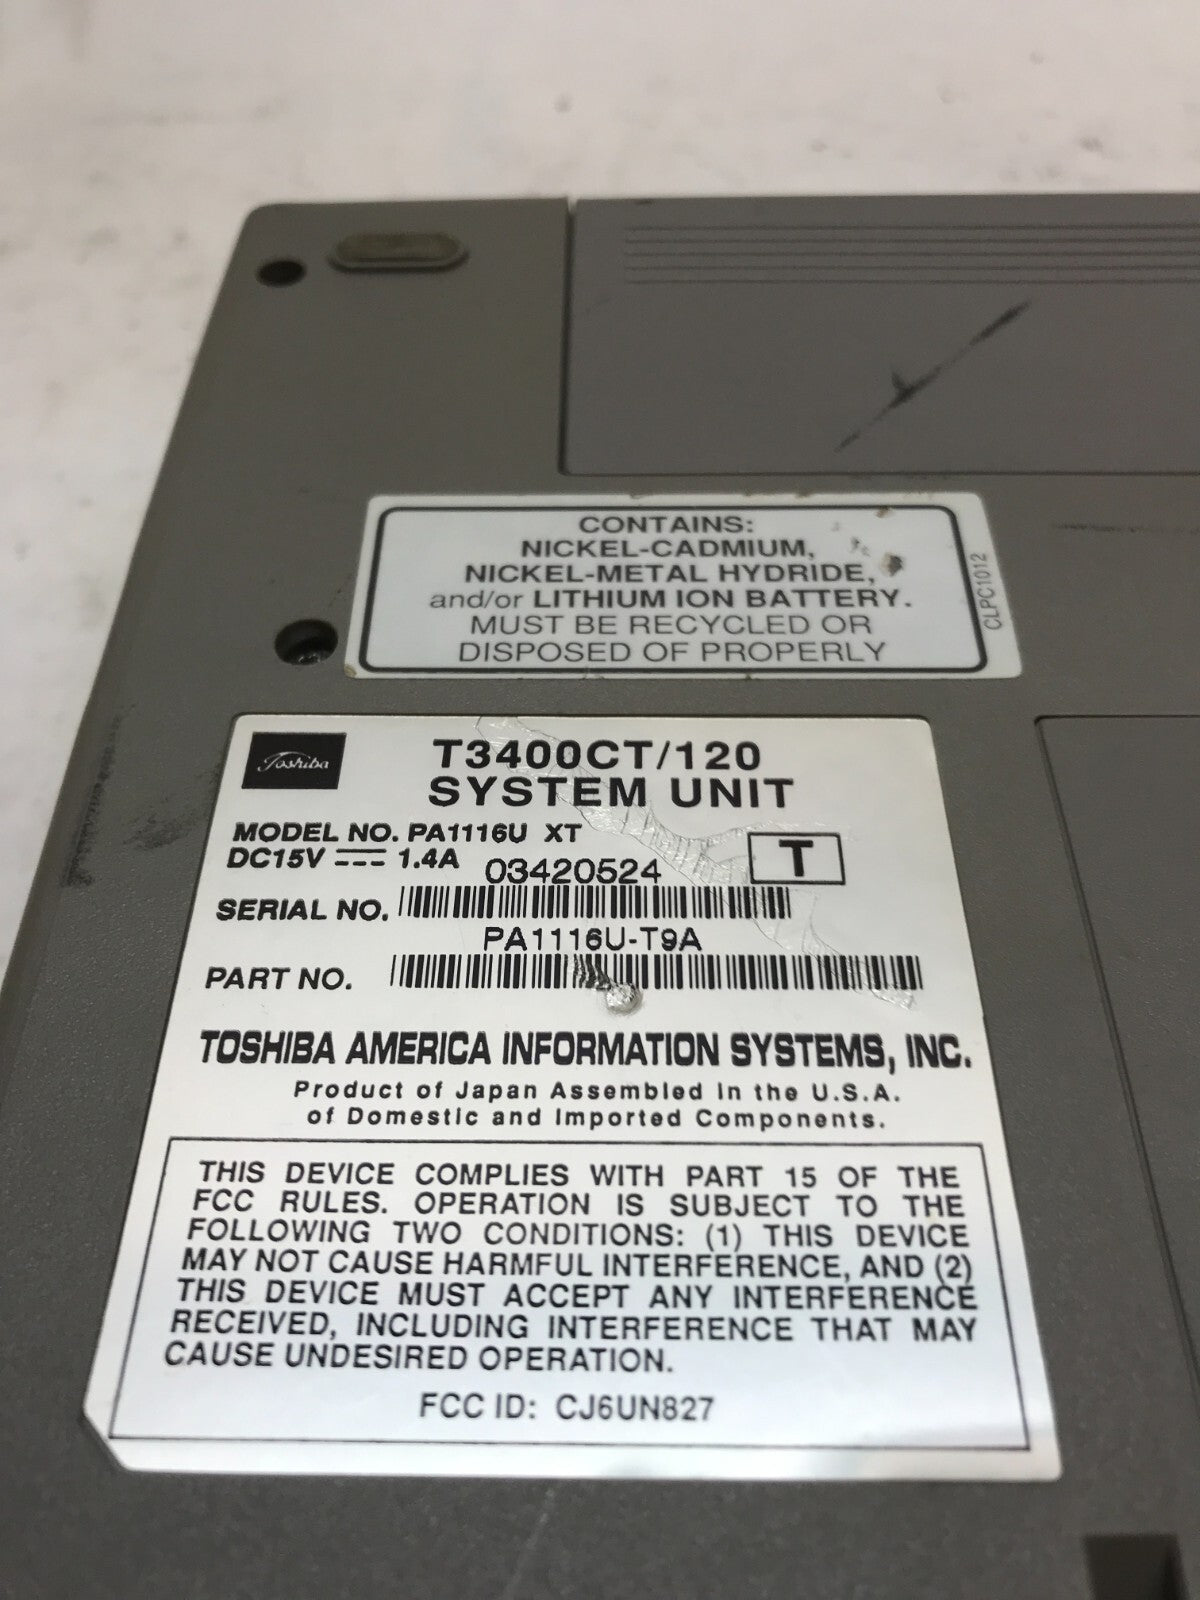 CONTAINS:
NICKEL-CADMIUM,
NICKEL-METAL HYDRIDE,
and/or LITHIUM ION BATTERY.
MUST BE RECYCLED OR
DISPOSED OF PROPERLY
CLPC1012
Toshiba
T3400CT/120
SYSTEM UNIT
MODEL NO. PA1116U XT
DC15V 1.4A
T
03420524
SERIAL NO.
PA1116U-T9A
PART NO.
TOSHIBA AMERICA INFORMATION SYSTEMS, INC.
Product of Japan Assembled in the U.S.A.
of Domestic and Imported Components.
THIS DEVICE COMPLIES WITH PART 15 OF THE
FCC RULES. OPERATION IS SUBJECT TO THE
FOLLOWING TWO CONDITIONS: (1) THIS DEVICE
MAY NOT CAUSE HARMFUL INTERFERENCE, AND (2)
THIS DEVICE MUST ACCEPT ANY INTERFERENCE
RECEIVED, INCLUDING INTERFERENCE THAT MAY
CAUSE UNDESIRED OPERATION.
FCC ID: CJ6UN827